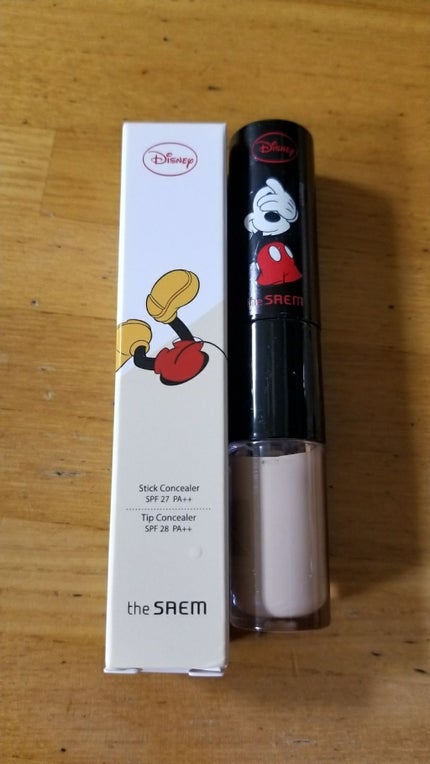 Disney
Stick Concealer
SPF 27 PA++
Tip Concealer
SPF 28 PA++
the SAEM
Disney
the SAEM